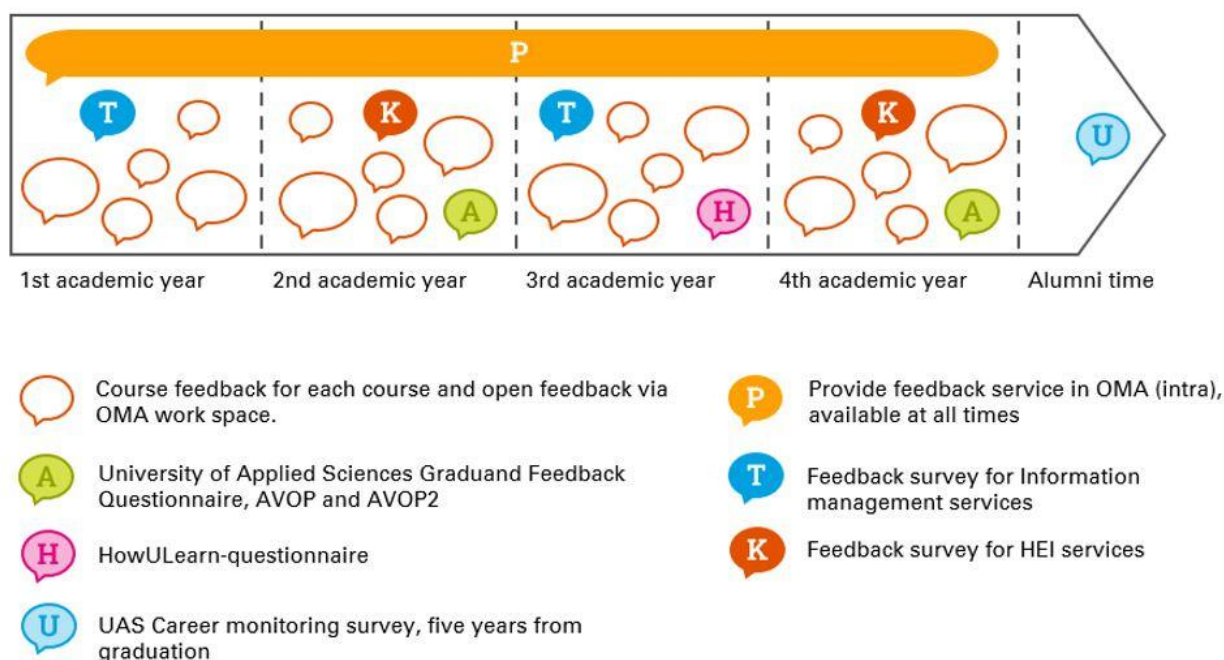 P
T
K
T
K
U
A
H
A
1st academic year
2nd academic year
3rd academic year
4th academic year
Alumni time
Course feedback for each course and open feedback via
OMA work space.
A
University of Applied Sciences Graduand Feedback
Questionnaire, AVOP and AVOP2
H
HowULearn-questionnaire
U
UAS Career monitoring survey, five years from
graduation
P
Provide feedback service in OMA (intra),
available at all times
T
Feedback survey for Information
management services
K
Feedback survey for HEI services